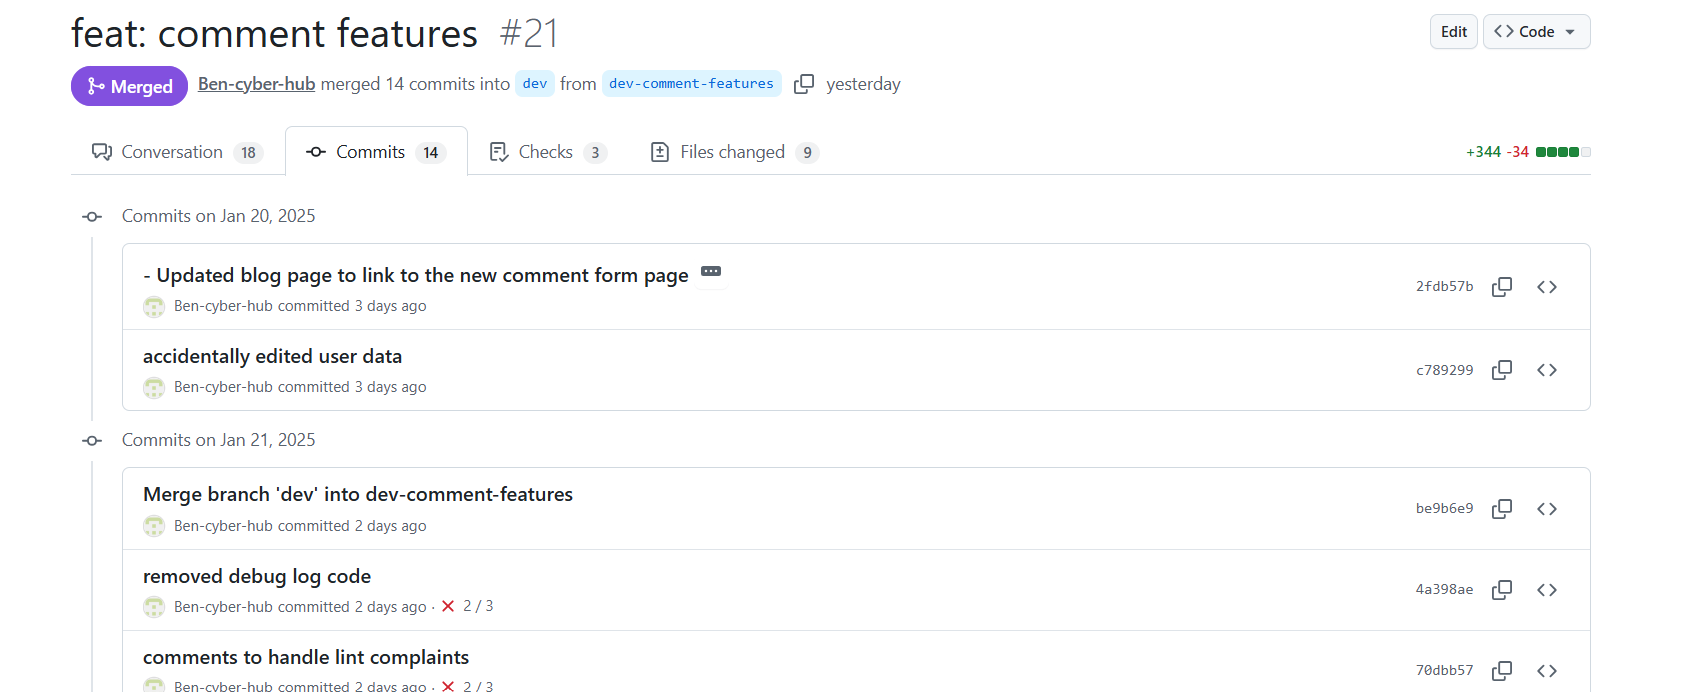 feat: comment features #21
Edit
Code
Merged
Ben-cyber-hub merged 14 commits into dev from dev-comment-features yesterday
Conversation 18
Commits 14
Checks 3
Files changed 9
+344 -34
Commits on Jan 20, 2025
- Updated blog page to link to the new comment form page
2fdb57b
Ben-cyber-hub committed 3 days ago
accidentally edited user data
c789299
Ben-cyber-hub committed 3 days ago
Commits on Jan 21, 2025
Merge branch 'dev' into dev-comment-features
be9b6e9
Ben-cyber-hub committed 2 days ago
removed debug log code
4a398ae
Ben-cyber-hub committed 2 days ago · 2 / 3
comments to handle lint complaints
70dbb57
Ben-cyber-hub committed 2 days ago · 2 / 3